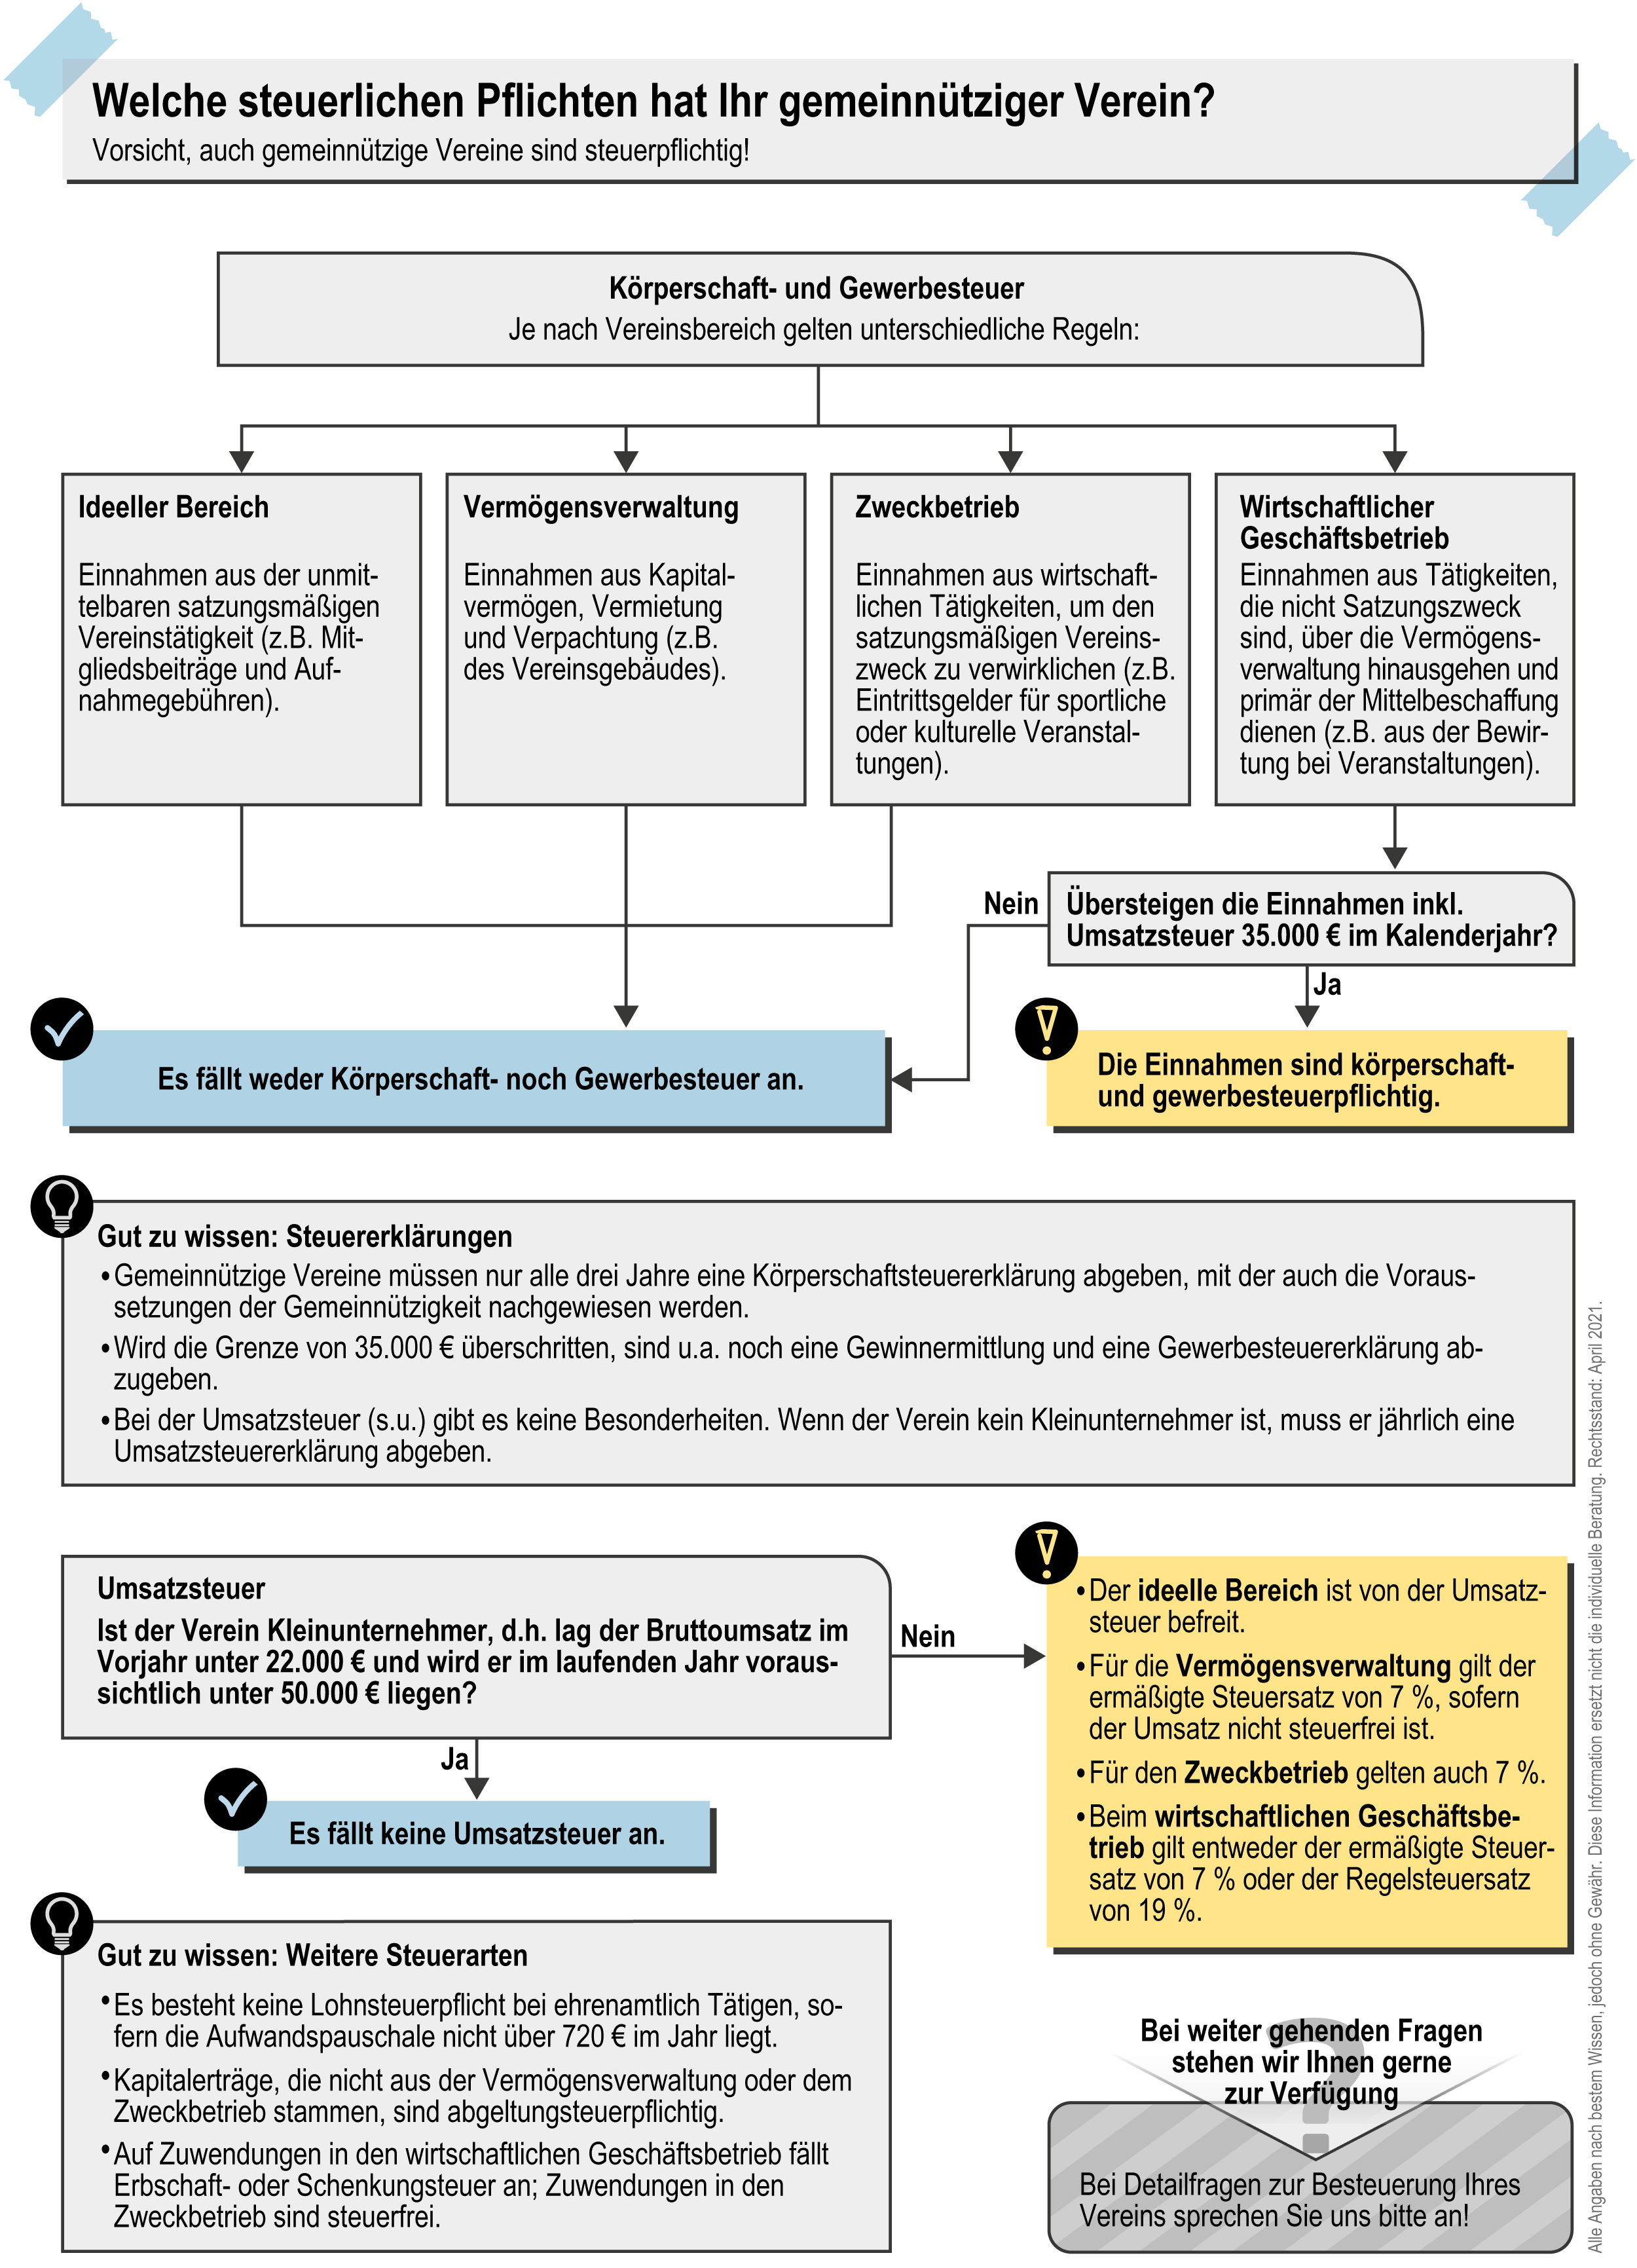 Welche steuerlichen Pflichten hat Ihr gemeinnütziger Verein?
Vorsicht, auch gemeinnützige Vereine sind steuerpflichtig!
Körperschaft- und Gewerbesteuer
Je nach Vereinsbereich gelten unterschiedliche Regeln:
Ideeller Bereich
Einnahmen aus der unmit-
telbaren satzungsmäßigen
Vereinstätigkeit (z.B. Mit-
gliedsbeiträge und Auf-
nahmegebühren).
Vermögensverwaltung
Einnahmen aus Kapital-
vermögen, Vermietung
und Verpachtung (z.B.
des Vereinsgebäudes).
Zweckbetrieb
Einnahmen aus wirtschaft-
lichen Tätigkeiten, um den
satzungsmäßigen Vereins-
zweck zu verwirklichen (z.B.
Eintrittsgelder für sportliche
oder kulturelle Veranstal-
tungen).
Wirtschaftlicher
Geschäftsbetrieb
Einnahmen aus Tätigkeiten,
die nicht Satzungszweck
sind, über die Vermögens-
verwaltung hinausgehen und
primär der Mittelbeschaffung
dienen (z.B. aus der Bewir-
tung bei Veranstaltungen).
Nein
Übersteigen die Einnahmen inkl.
Umsatzsteuer 35.000 € im Kalenderjahr?
Ja
Es fällt weder Körperschaft- noch Gewerbesteuer an.
Die Einnahmen sind körperschaft-
und gewerbesteuerpflichtig.
Gut zu wissen: Steuererklärungen
• Gemeinnützige Vereine müssen nur alle drei Jahre eine Körperschaftsteuererklärung abgeben, mit der auch die Voraus-
setzungen der Gemeinnützigkeit nachgewiesen werden.
• Wird die Grenze von 35.000 € überschritten, sind u.a. noch eine Gewinnermittlung und eine Gewerbesteuererklärung ab-
zugeben.
• Bei der Umsatzsteuer (s.u.) gibt es keine Besonderheiten. Wenn der Verein kein Kleinunternehmer ist, muss er jährlich eine
Umsatzsteuererklärung abgeben.
Umsatzsteuer
Ist der Verein Kleinunternehmer, d.h. lag der Bruttoumsatz im
Vorjahr unter 22.000 € und wird er im laufenden Jahr voraus-
sichtlich unter 50.000 € liegen?
Nein
Ja
Es fällt keine Umsatzsteuer an.
• Der ideelle Bereich ist von der Umsatz-
steuer befreit.
• Für die Vermögensverwaltung gilt der
ermäßigte Steuersatz von 7 %, sofern
der Umsatz nicht steuerfrei ist.
• Für den Zweckbetrieb gelten auch 7 %.
• Beim wirtschaftlichen Geschäftsbe-
trieb gilt entweder der ermäßigte Steuer-
satz von 7 % oder der Regelsteuersatz
von 19 %.
Gut zu wissen: Weitere Steuerarten
• Es besteht keine Lohnsteuerpflicht bei ehrenamtlich Tätigen, so-
fern die Aufwandspauschale nicht über 720 € im Jahr liegt.
• Kapitalerträge, die nicht aus der Vermögensverwaltung oder dem
Zweckbetrieb stammen, sind abgeltungsteuerpflichtig.
• Auf Zuwendungen in den wirtschaftlichen Geschäftsbetrieb fällt
Erbschaft- oder Schenkungsteuer an; Zuwendungen in den
Zweckbetrieb sind steuerfrei.
?
Bei weiter gehenden Fragen
stehen wir Ihnen gerne
zur Verfügung
Bei Detailfragen zur Besteuerung Ihres
Vereins sprechen Sie uns bitte an!
Alle Angaben nach bestem Wissen, jedoch ohne Gewähr. Diese Information ersetzt nicht die individuelle Beratung. Rechtsstand: April 2021.